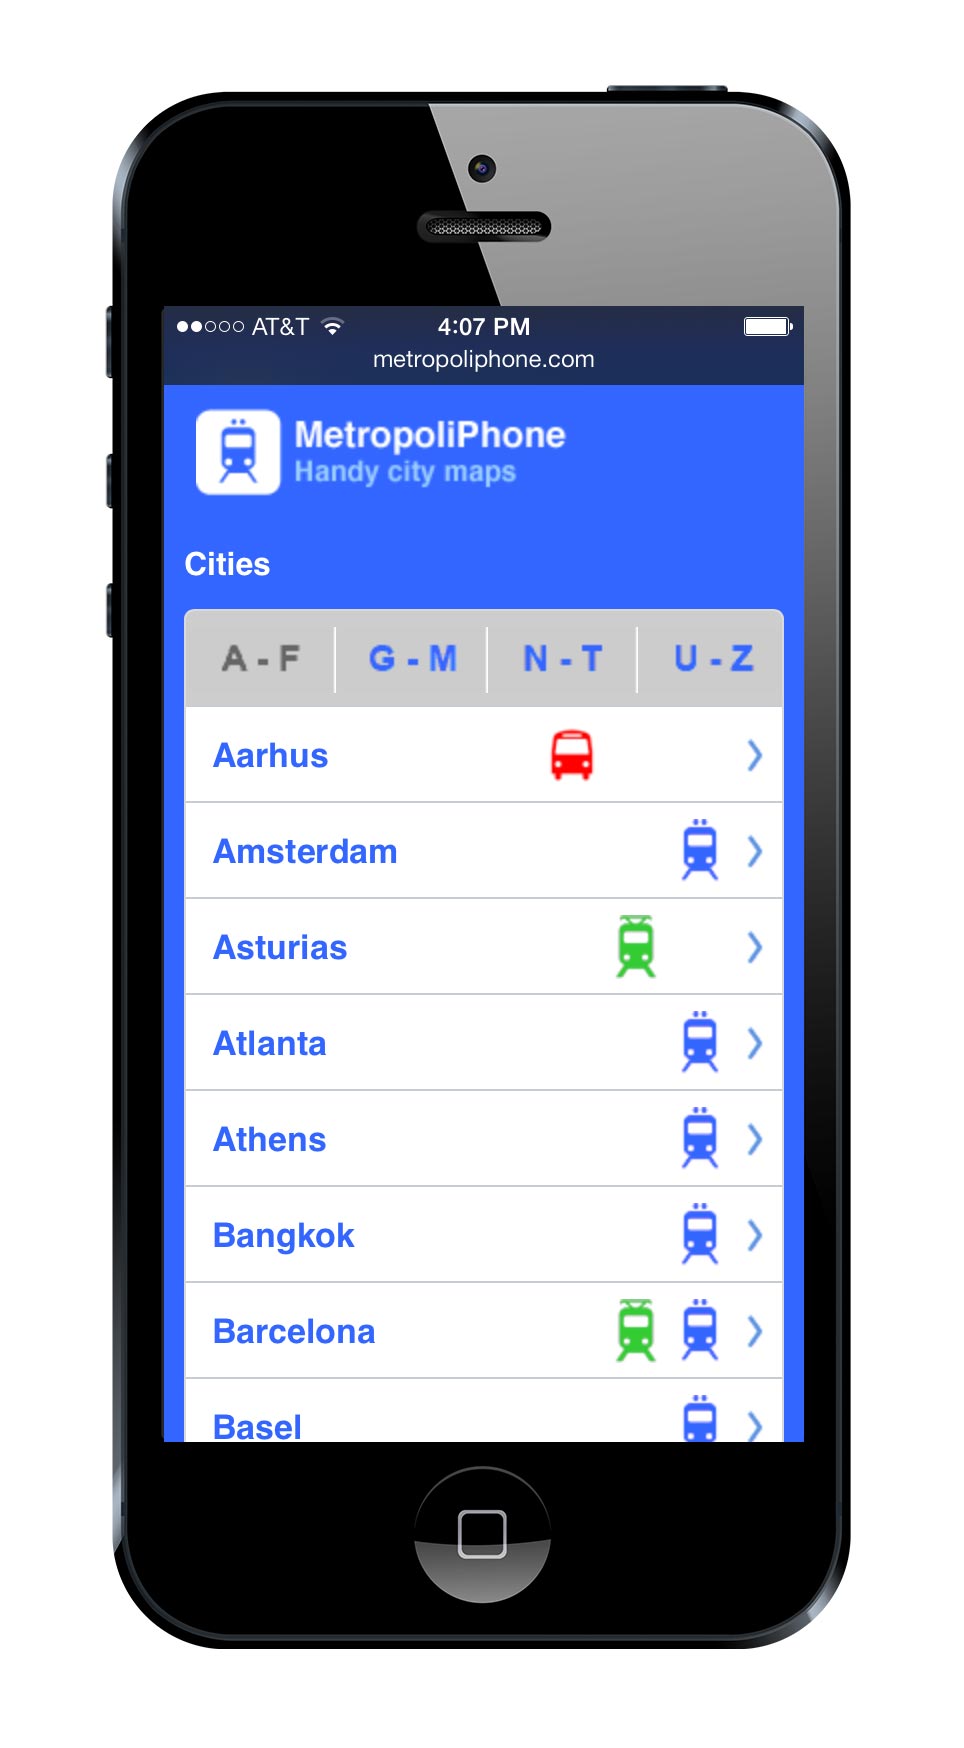 AT&T 4:07 PM
metropoliphone.com
MetropoliPhone
Handy city maps
Cities
A - F G - M N - T U - Z
Aarhus
Amsterdam
Asturias
Atlanta
Athens
Bangkok
Barcelona
Basel